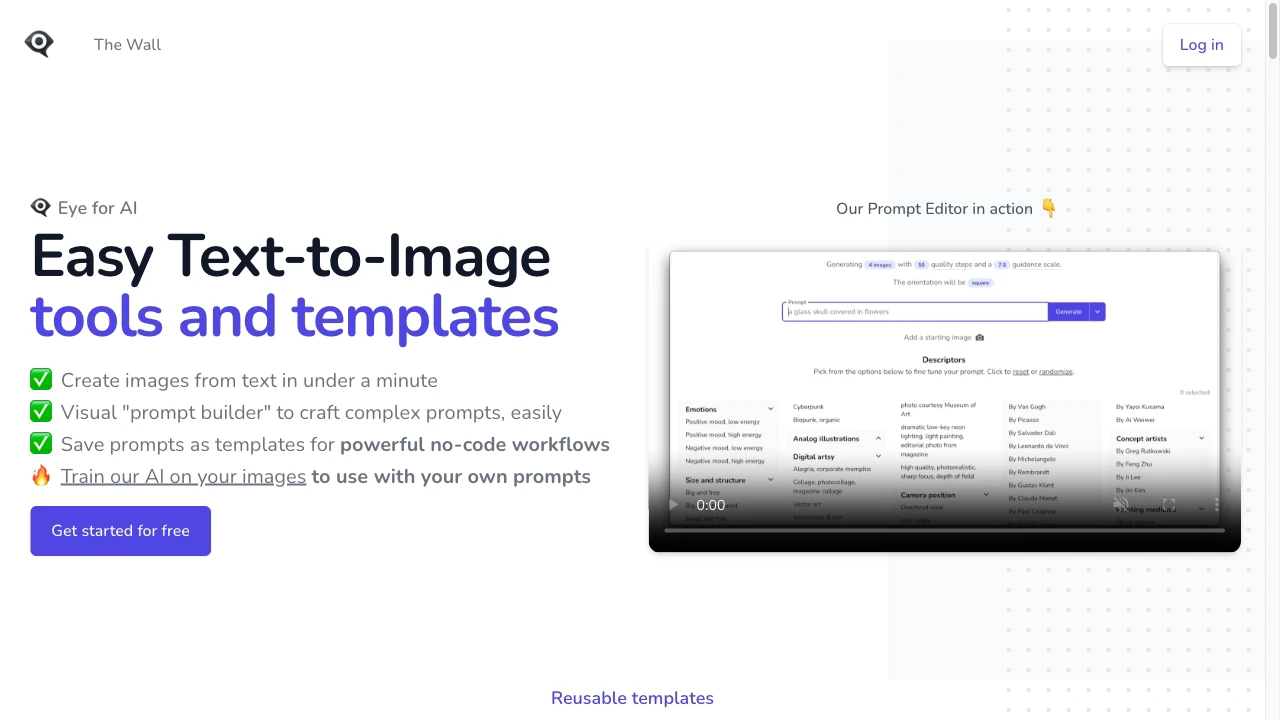 The Wall
Log in
Eye for AI
Easy Text-to-Image
tools and templates
✅ Create images from text in under a minute
✅ Visual "prompt builder" to craft complex prompts, easily
✅ Save prompts as templates for powerful no-code workflows
🔥 Train our AI on your images to use with your own prompts
Get started for free
Our Prompt Editor in action 👇
Generating 4 images with 50 quality steps and a 7.5 guidance scale.
The orientation will be square.
Prompt
a glass skull covered in flowers
Generate
Add a starting image
Descriptors
Pick from the options below to fine tune your prompt. Click to reset or randomize.
0 selected
Emotions
Positive mood, low energy
Positive mood, high energy
Negative mood, low energy
Negative mood, high energy
Size and structure
Big and free
Cyberpunk
Biopunk, organic
Analog illustrations
Digital artsy
Alegria, corporate memphis
Collage, photocollage,
magazine collage
Vector art
photo courtesy Museum of
Art
dramatic low-key neon
lighting, light painting,
editorial photo from
magazine
high quality, photorealistic,
sharp focus, depth of field
Camera position
Overhead view
By Van Gogh
By Picasso
By Salvador Dali
By Leonardo da Vinci
By Michelangelo
By Rembrandt
By Gustav Klimt
By Claude Monet
By Paul Cezanne
By Yayoi Kusama
By Ai Weiwei
Concept artists
By Greg Rutkowski
By Feng Zhu
By Ji Lee
By Jin Kim
0:00
Reusable templates